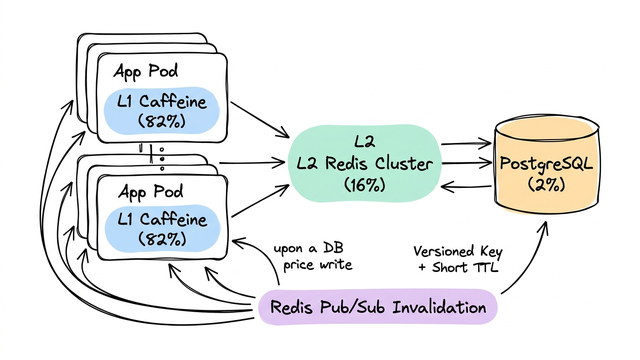 App Pod
L1 Caffeine
(82%)
App Pod
L1 Caffeine
(82%)
L2
L2 Redis Cluster
(16%)
PostgreSQL
(2%)
upon a DB
price write
Versioned Key
+ Short TTL
Redis Pub/Sub Invalidation